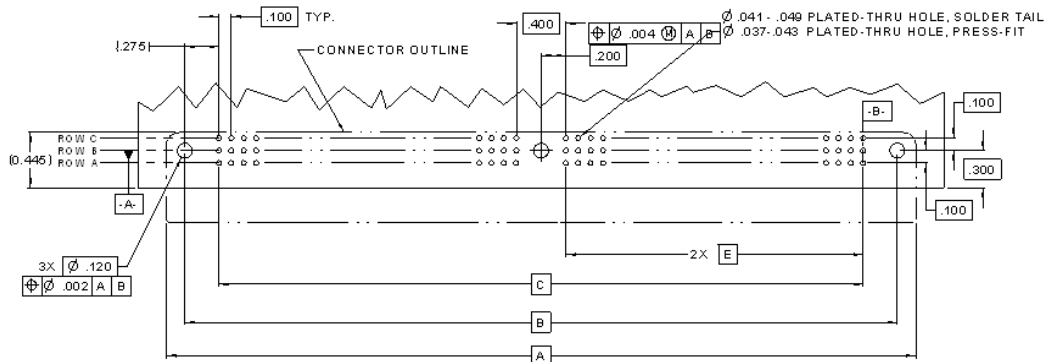 .100 TYP.
.400
Ø .041 - .049 PLATED-THRU HOLE, SOLDER TAIL
Ø .037-.043 PLATED-THRU HOLE, PRESS-FIT
.275
CONNECTOR OUTLINE
⌖ Ø .004 Ⓜ A B
.200
-B-
.100
ROW C
ROW B
ROW A
(0.445)
.300
-A-
.100
2X E
3X Ø .120
⌖ Ø .002 A B
C
B
A